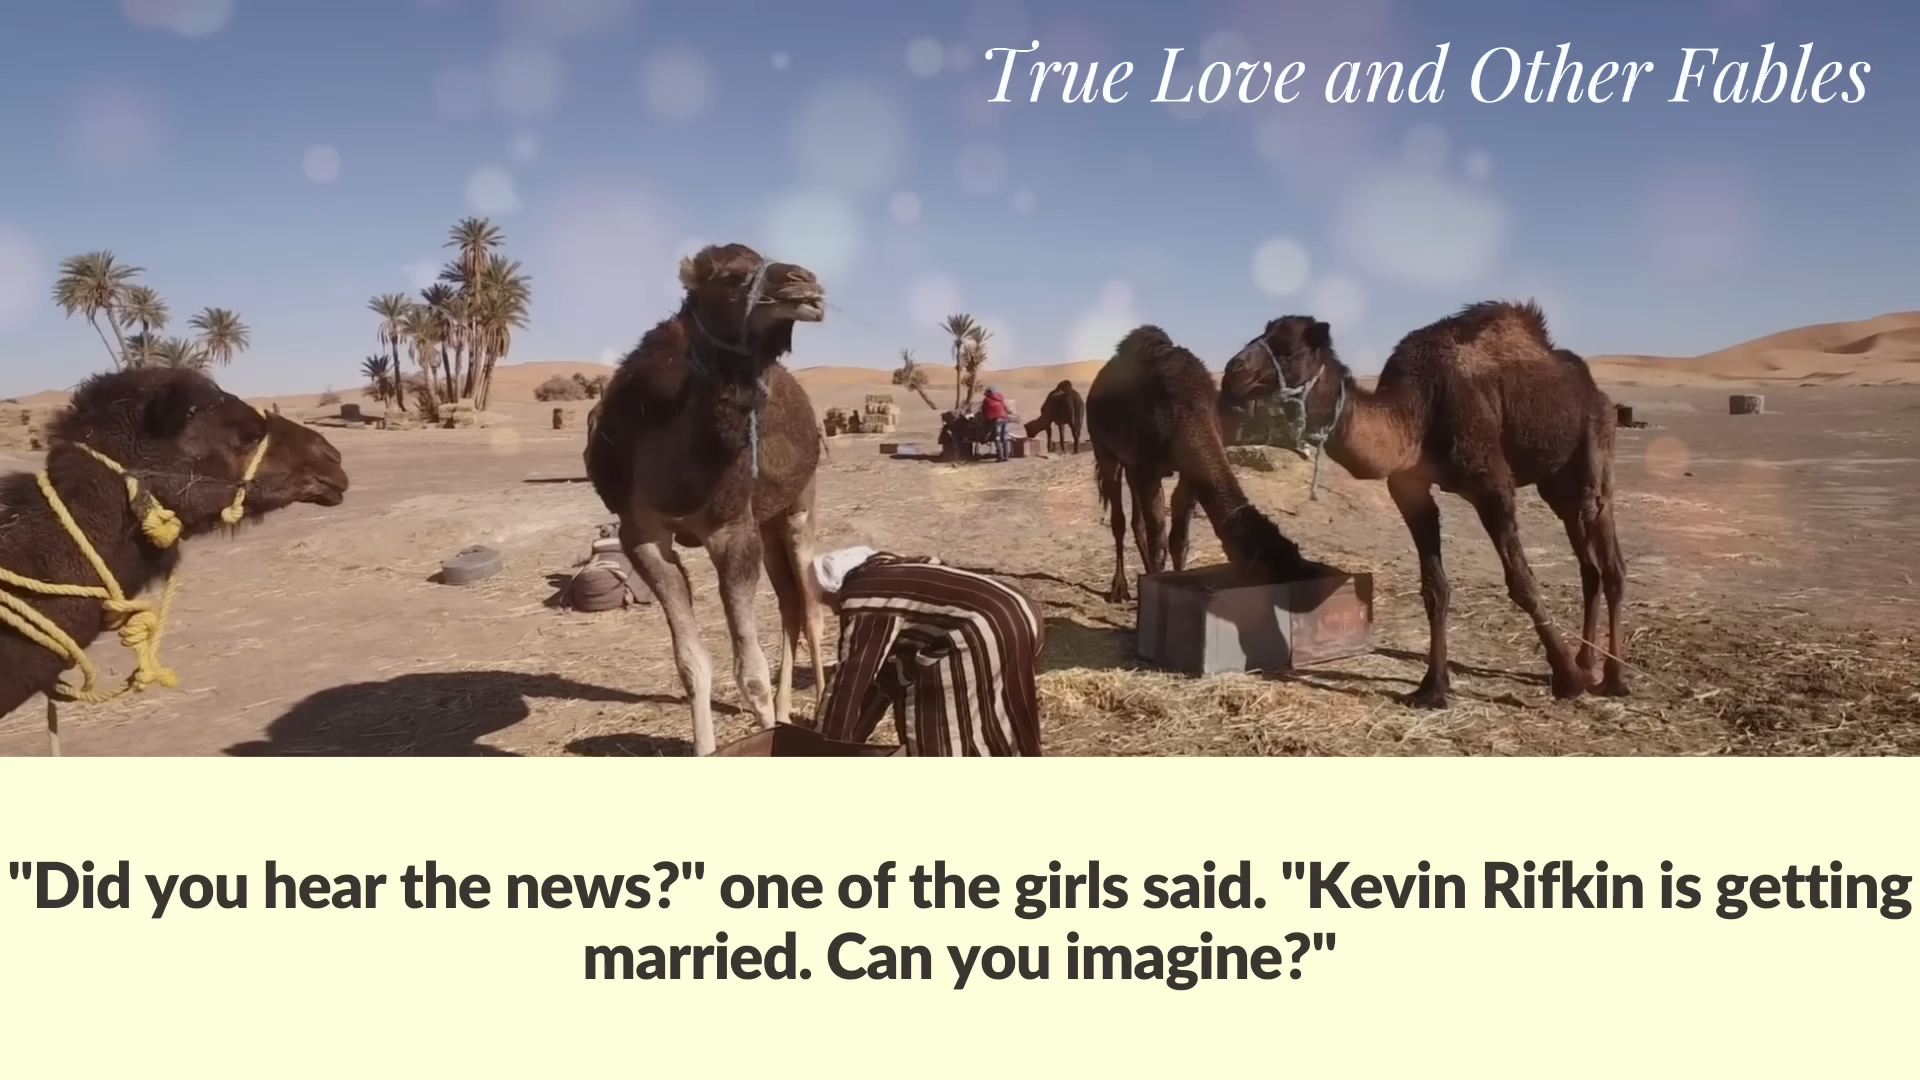 True Love and Other Fables
"Did you hear the news?" one of the girls said. "Kevin Rifkin is getting
married. Can you imagine?"